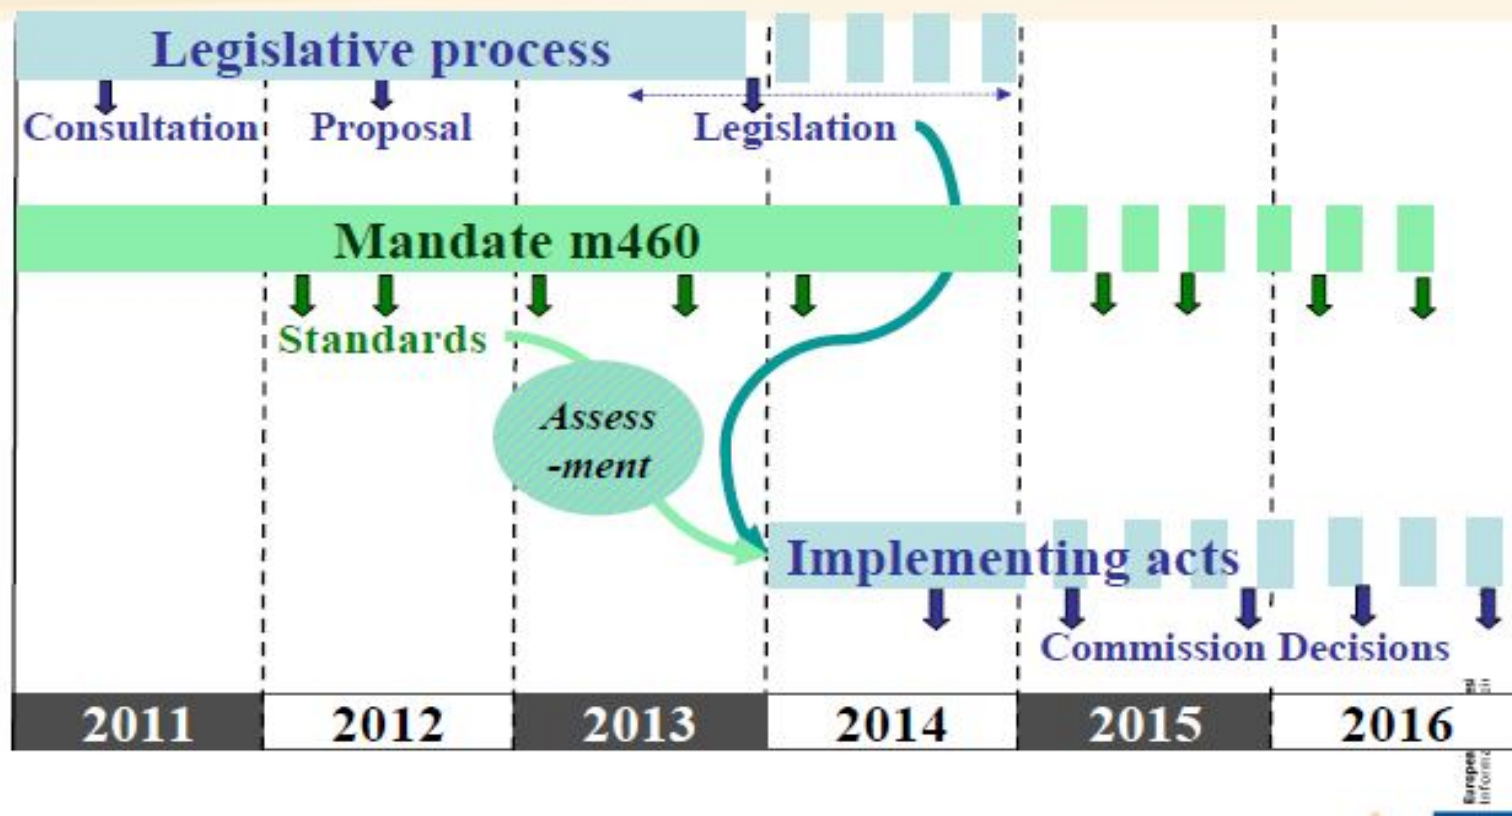 Legislative process
Consultation
Proposal
Legislation
Mandate m460
Standards
Assess
-ment
Implementing acts
Commission Decisions
2011
2012
2013
2014
2015
2016